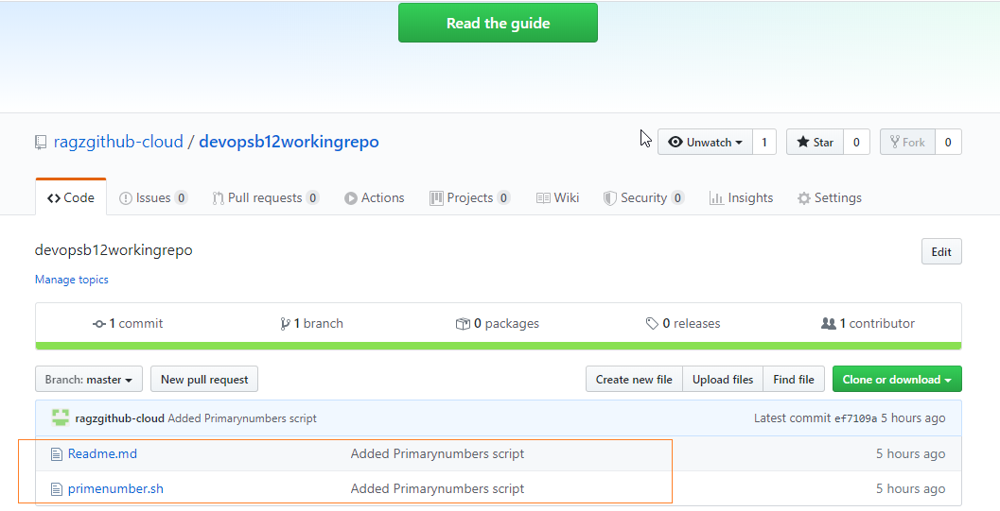 Read the guide
ragzgithub-cloud / devopsb12workingrepo
Unwatch 1 Star 0 Fork 0
Code Issues 0 Pull requests 0 Actions Projects 0 Wiki Security 0 Insights Settings
devopsb12workingrepo
Edit
Manage topics
1 commit 1 branch 0 packages 0 releases 1 contributor
Branch: master New pull request Create new file Upload files Find file Clone or download
ragzgithub-cloud Added Primarynumbers script Latest commit ef7109a 5 hours ago
Readme.md Added Primarynumbers script 5 hours ago
primenumber.sh Added Primarynumbers script 5 hours ago